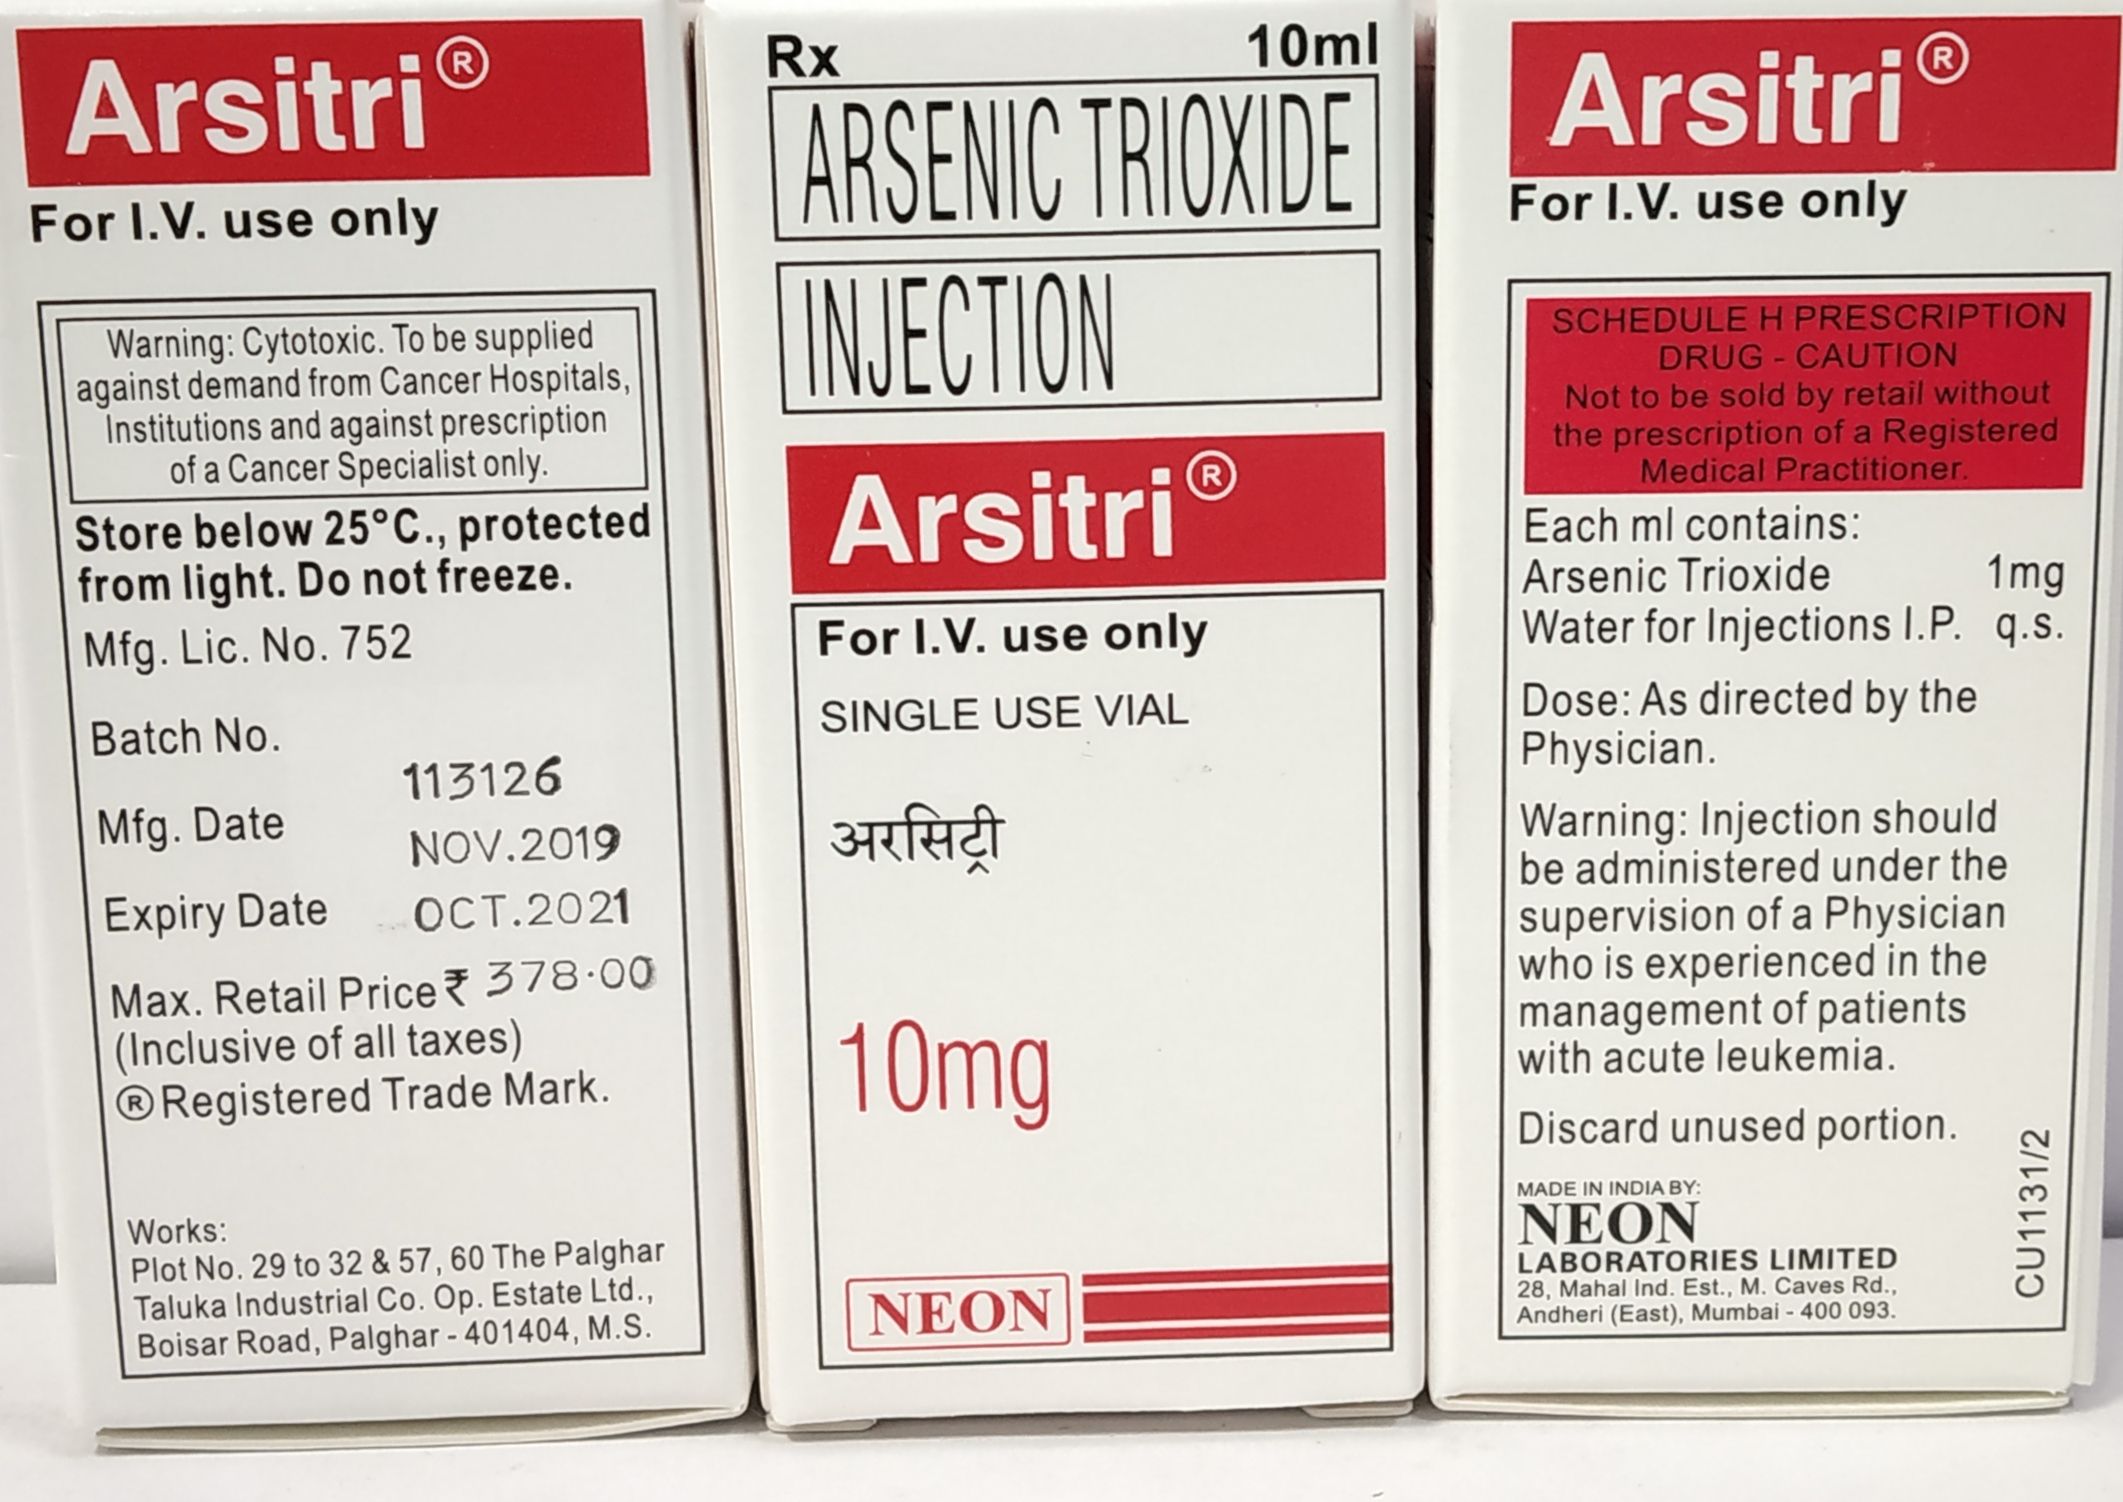 Arsitri®
For I.V. use only
Warning: Cytotoxic. To be supplied
against demand from Cancer Hospitals,
Institutions and against prescription
of a Cancer Specialist only.
Store below 25°C., protected
from light. Do not freeze.
Mfg. Lic. No. 752
Batch No.
113126
Mfg. Date
NOV.2019
Expiry Date OCT.2021
Max. Retail Price ₹ 378.00
(Inclusive of all taxes)
® Registered Trade Mark.
Works:
Plot No. 29 to 32 & 57, 60 The Palghar
Taluka Industrial Co. Op. Estate Ltd.,
Boisar Road, Palghar - 401404, M.S.
Rx 10ml
ARSENIC TRIOXIDE
INJECTION
Arsitri®
For I.V. use only
SINGLE USE VIAL
अरसिट्री
10mg
NEON
Arsitri®
For I.V. use only
SCHEDULE H PRESCRIPTION
DRUG - CAUTION
Not to be sold by retail without
the prescription of a Registered
Medical Practitioner.
Each ml contains:
Arsenic Trioxide 1mg
Water for Injections I.P. q.s.
Dose: As directed by the
Physician.
Warning: Injection should
be administered under the
supervision of a Physician
who is experienced in the
management of patients
with acute leukemia.
Discard unused portion.
MADE IN INDIA BY:
NEON
LABORATORIES LIMITED
28, Mahal Ind. Est., M. Caves Rd.,
Andheri (East), Mumbai - 400 093.
CU1131/2